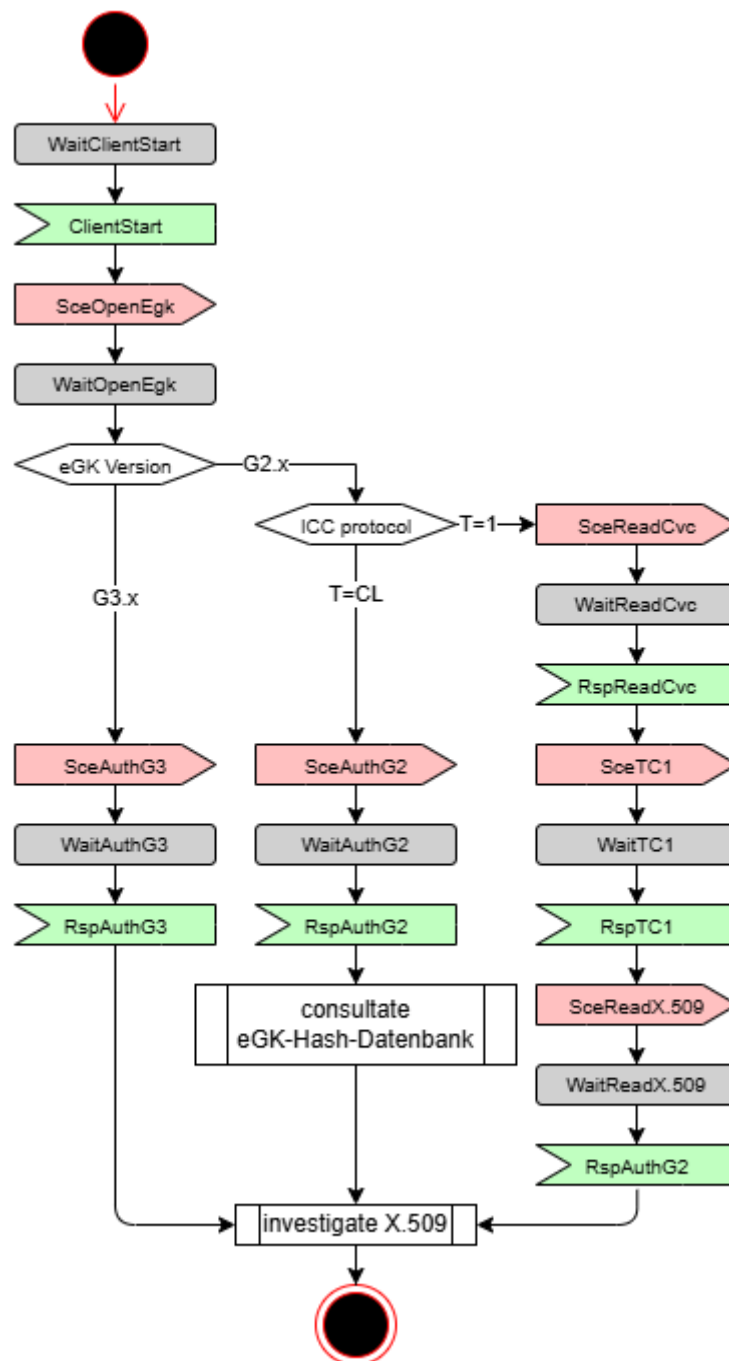 WaitClientStart
ClientStart
SceOpenEgk
WaitOpenEgk
eGK Version
G2.x
ICC protocol
T=1
SceReadCvc
WaitReadCvc
G3.x
T=CL
RspReadCvc
SceAuthG3
SceAuthG2
SceTC1
WaitAuthG3
WaitAuthG2
WaitTC1
RspAuthG3
RspAuthG2
RspTC1
consultate
eGK-Hash-Datenbank
SceReadX.509
WaitReadX.509
RspAuthG2
investigate X.509